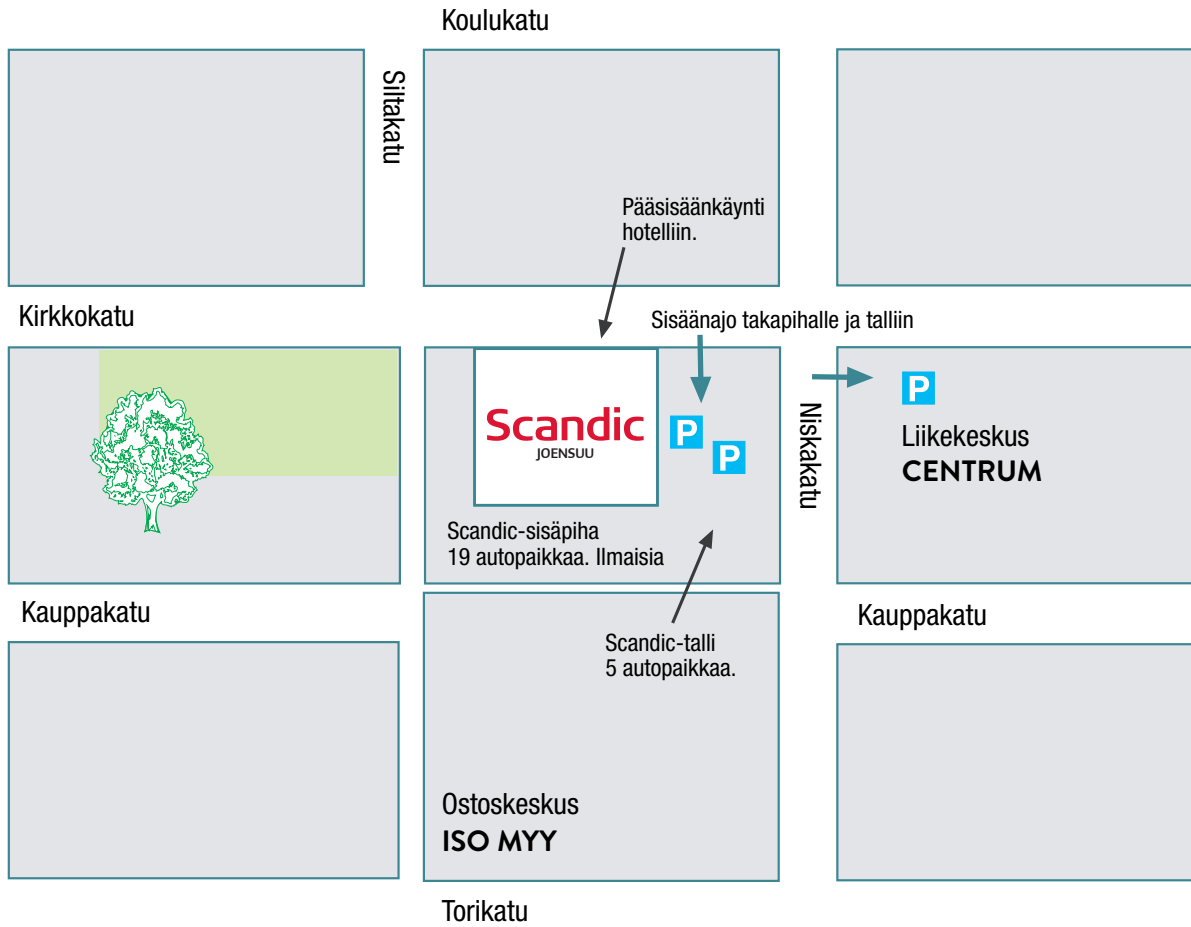 Koulukatu
Siltakatu
Pääsisäänkäynti
hotelliin.
Kirkkokatu
Sisäänajo takapihalle ja talliin
Scandic
JOENSUU
P
P
Niskakatu
P
Liikekeskus
CENTRUM
Scandic-sisäpiha
19 autopaikkaa. Ilmaisia
Kauppakatu
Kauppakatu
Scandic-talli
5 autopaikkaa.
Ostoskeskus
ISO MYY
Torikatu